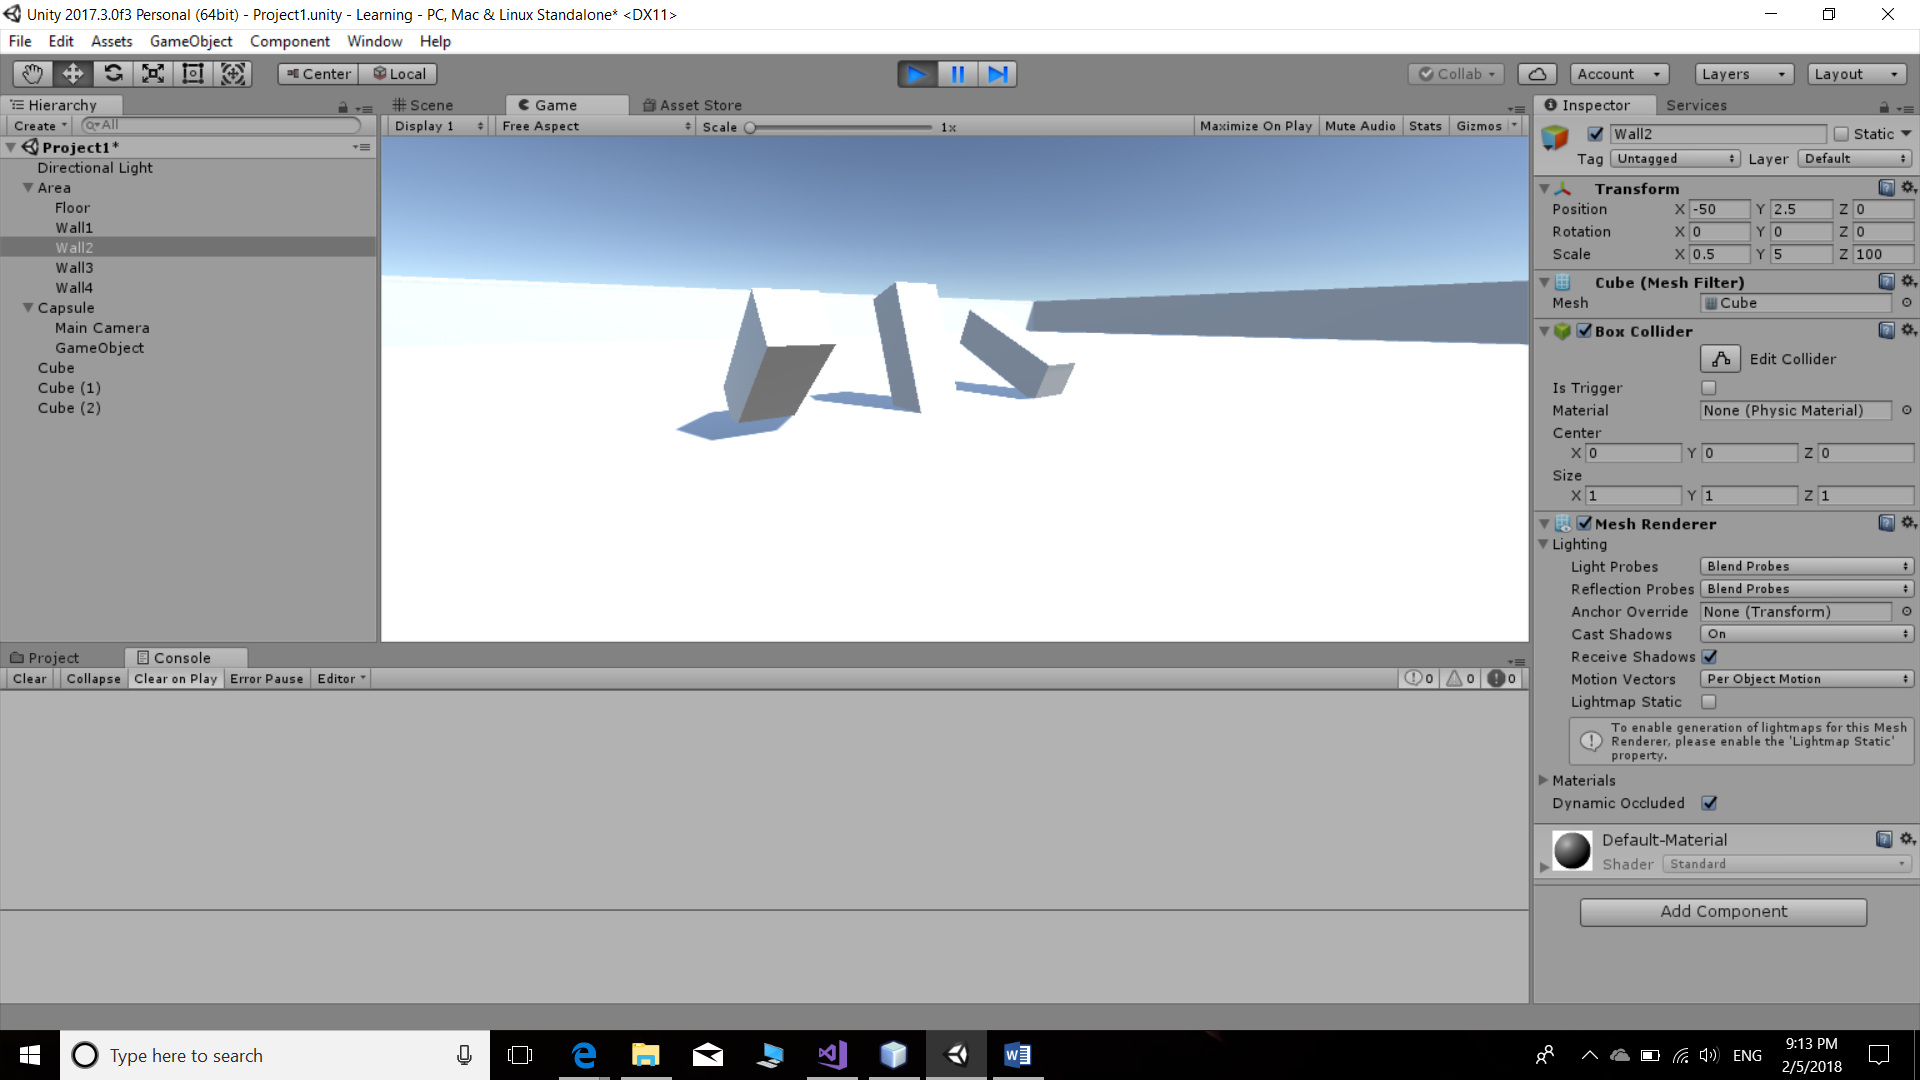 Unity 2017.3.0f3 Personal (64bit) - Project1.unity - Learning - PC, Mac & Linux Standalone* <DX11>
File Edit Assets GameObject Component Window Help
Center Local Collab Account Layers Layout
Hierarchy
Create All
Project1*
Directional Light
Area
Floor
Wall1
Wall2
Wall3
Wall4
Capsule
Main Camera
GameObject
Cube
Cube (1)
Cube (2)
Scene Game Asset Store
Display 1 Free Aspect Scale 1x Maximize On Play Mute Audio Stats Gizmos
Inspector Services
Wall2 Static
Tag Untagged Layer Default
Transform
Position X -50 Y 2.5 Z 0
Rotation X 0 Y 0 Z 0
Scale X 0.5 Y 5 Z 100
Cube (Mesh Filter)
Mesh Cube
Box Collider
Edit Collider
Is Trigger
Material None (Physic Material)
Center
X 0 Y 0 Z 0
Size
X 1 Y 1 Z 1
Mesh Renderer
Lighting
Light Probes Blend Probes
Reflection Probes Blend Probes
Anchor Override None (Transform)
Cast Shadows On
Receive Shadows
Motion Vectors Per Object Motion
Lightmap Static
To enable generation of lightmaps for this Mesh
Renderer, please enable the 'Lightmap Static'
property.
Materials
Dynamic Occluded
Default-Material
Shader Standard
Add Component
Project Console
Clear Collapse Clear on Play Error Pause Editor 0 0 0
Type here to search
ENG
9:13 PM
2/5/2018